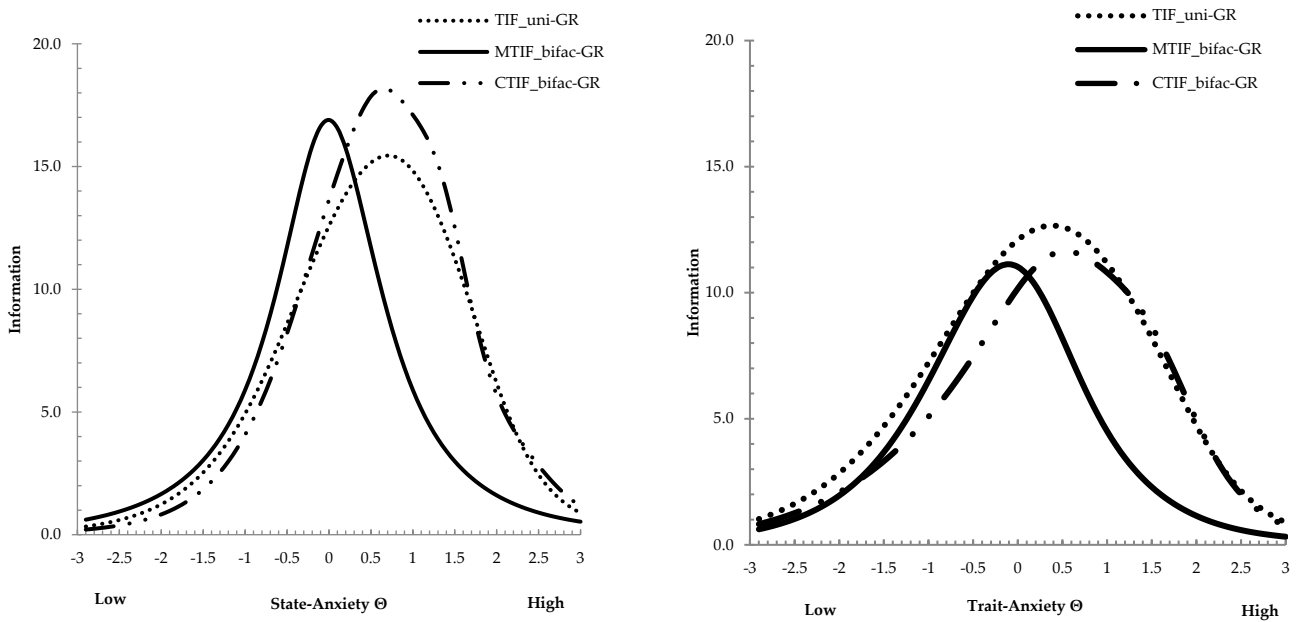 TIF_uni-GR
MTIF_bifac-GR
CTIF_bifac-GR
20.0
15.0
10.0
5.0
0.0
Information
-3 -2.5 -2 -1.5 -1 -0.5 0 0.5 1 1.5 2 2.5 3
Low State-Anxiety Θ High
TIF_uni-GR
MTIF_bifac-GR
CTIF_bifac-GR
20.0
15.0
10.0
5.0
0.0
Information
-3 -2.5 -2 -1.5 -1 -0.5 0 0.5 1 1.5 2 2.5 3
Low Trait-Anxiety Θ High